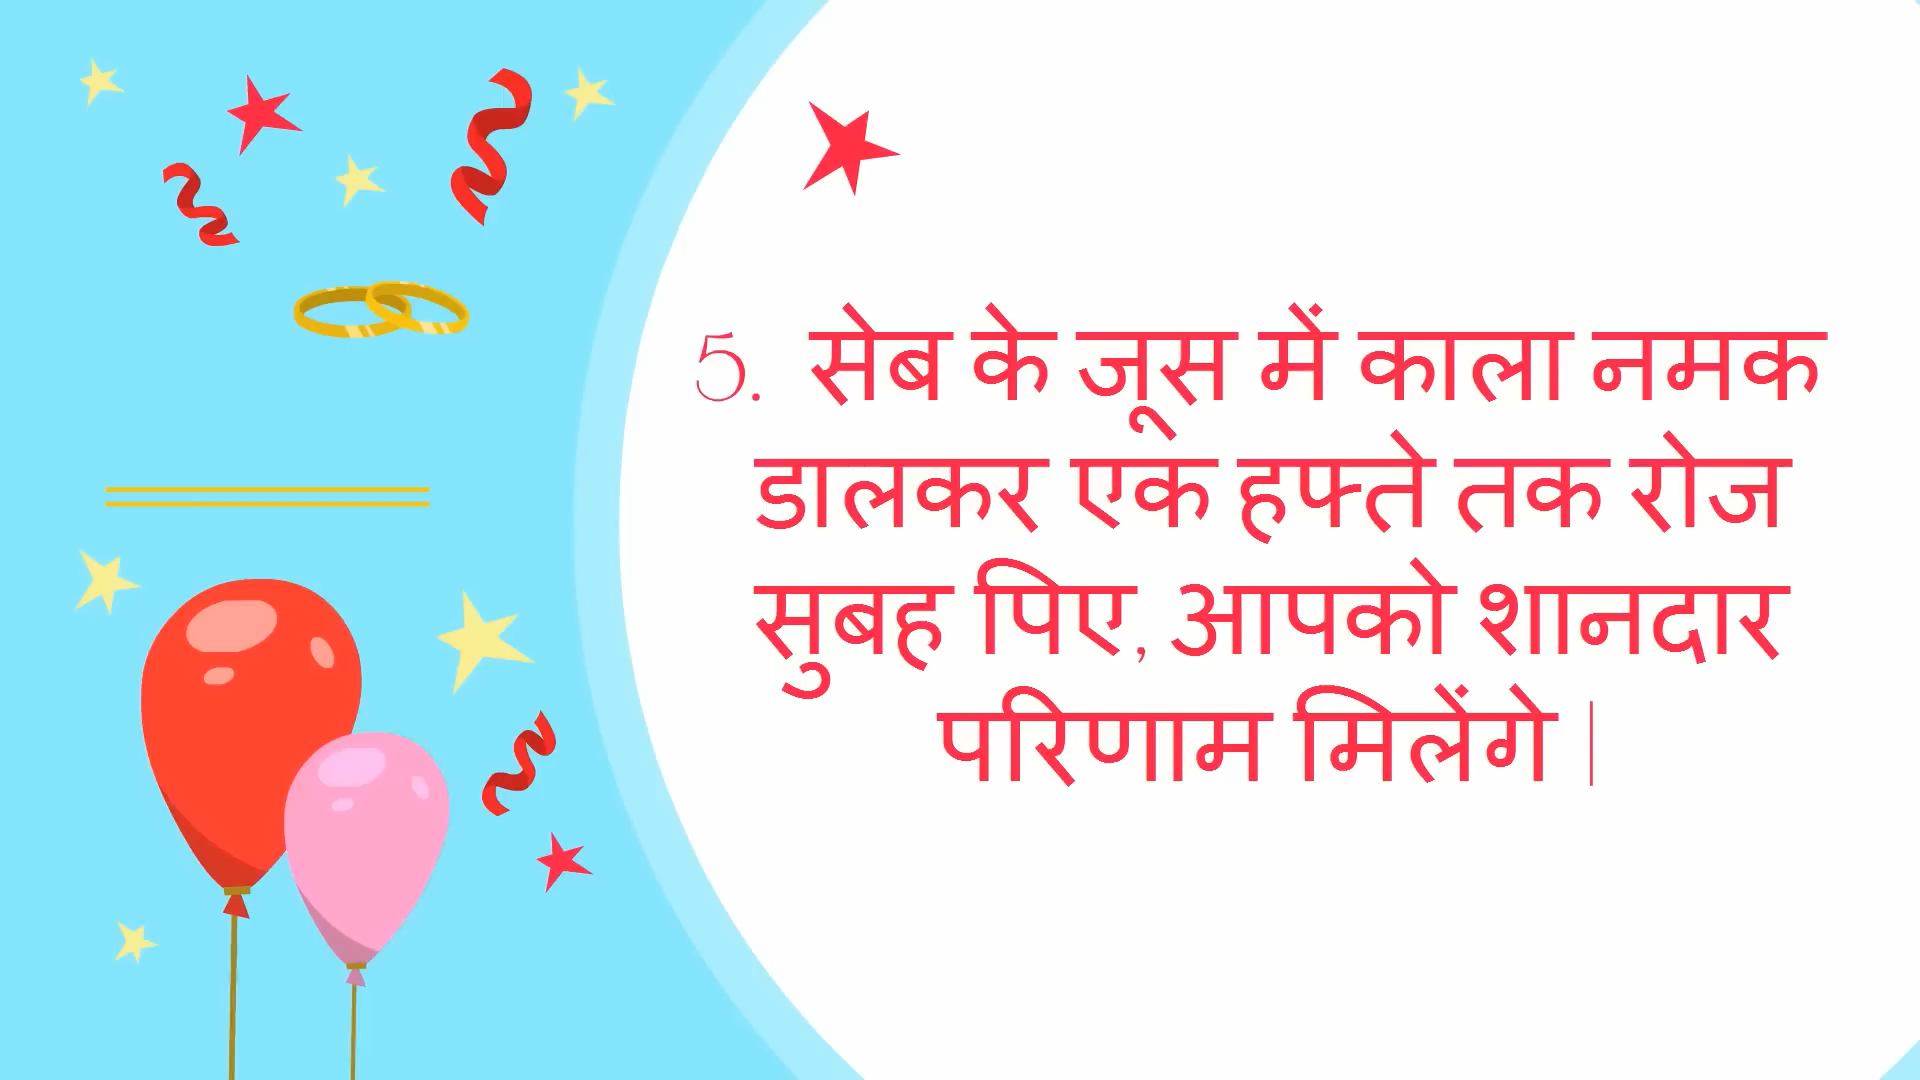 5. सेब के जूस में काला नमक
डालकर एक हफ्ते तक रोज
सुबह पिए, आपको शानदार
परिणाम मिलेंगे |